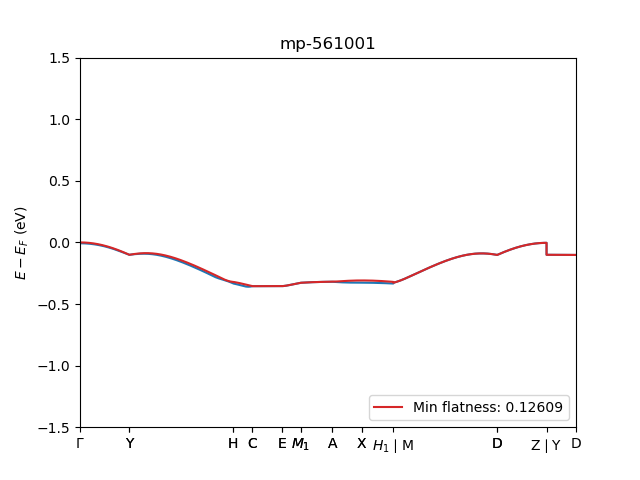 mp-561001
E − E_F (eV)
1.5
1.0
0.5
0.0
−0.5
−1.0
−1.5
Min flatness: 0.12609
Γ Y H C E M₁ A X H₁ | M D Z | Y D